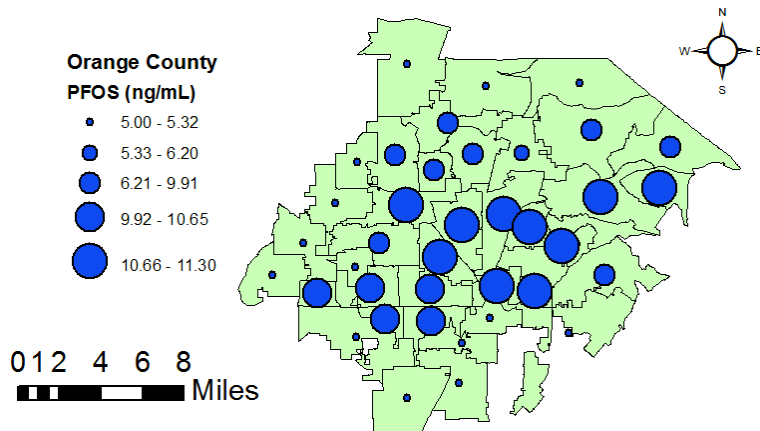 N
W E
S
Orange County
PFOS (ng/mL)
5.00 - 5.32
5.33 - 6.20
6.21 - 9.91
9.92 - 10.65
10.66 - 11.30
0 1 2 4 6 8
Miles